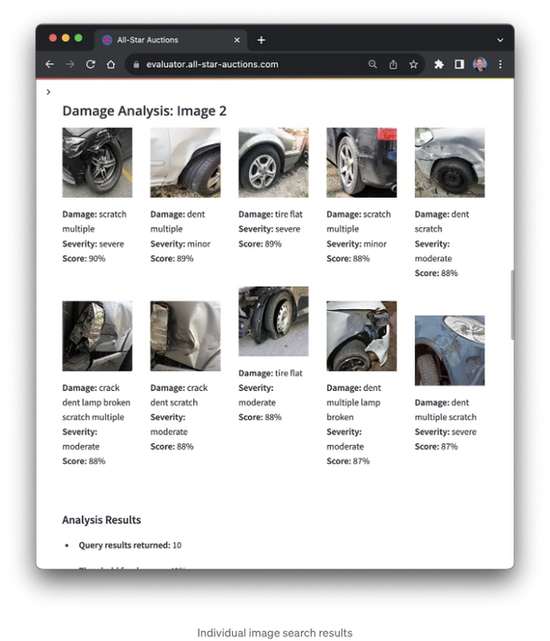 All-Star Auctions
evaluator.all-star-auctions.com
Damage Analysis: Image 2
Damage: scratch
multiple
Severity: severe
Score: 90%
Damage: dent
multiple
Severity: minor
Score: 89%
Damage: tire flat
Severity: severe
Score: 89%
Damage: scratch
multiple
Severity: minor
Score: 88%
Damage: dent
scratch
Severity:
moderate
Score: 88%
Damage: crack
dent lamp broken
scratch multiple
Severity:
moderate
Score: 88%
Damage: crack
dent scratch
Severity:
moderate
Score: 88%
Damage: tire flat
Severity:
moderate
Score: 88%
Damage: dent
multiple lamp
broken
Severity:
moderate
Score: 87%
Damage: dent
multiple scratch
Severity: severe
Score: 87%
Analysis Results
• Query results returned: 10
Individual image search results